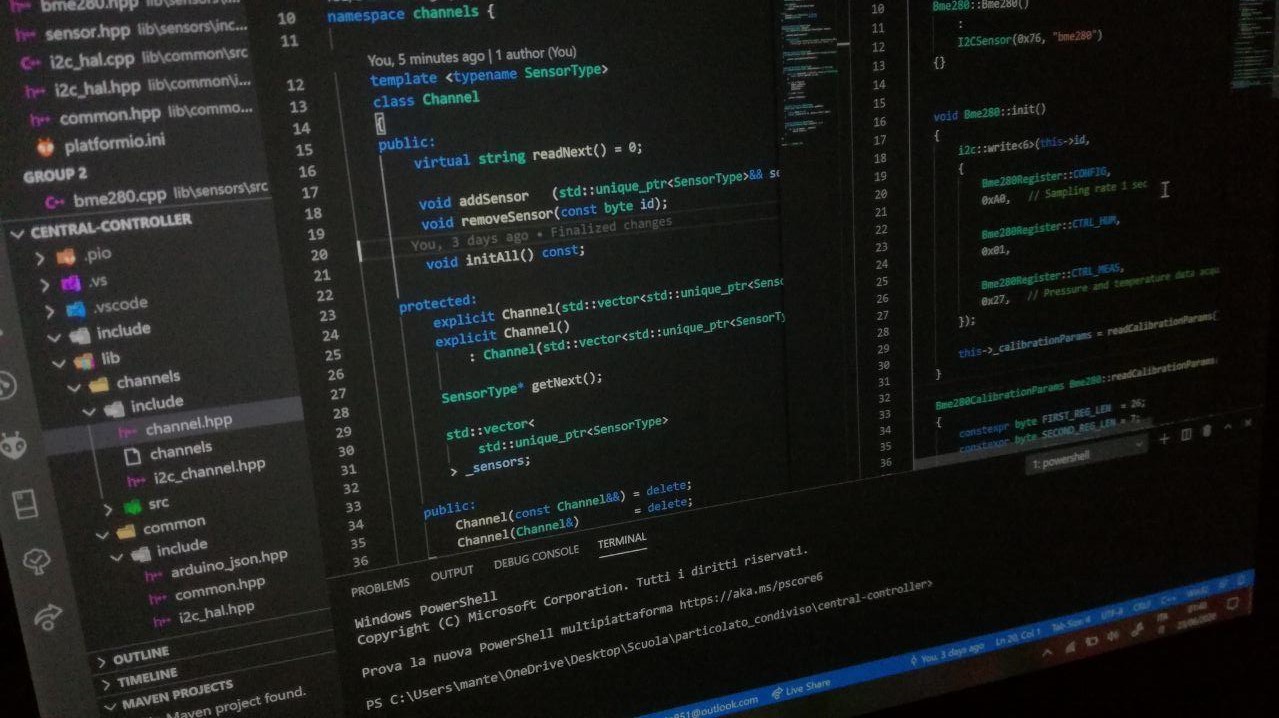 bme280.hpp
sensor.hpp lib\sensors\inc...
i2c_hal.cpp lib\common\src
i2c_hal.hpp lib\common\i...
common.hpp lib\commo...
platformio.ini
GROUP 2
bme280.cpp lib\sensors\src
CENTRAL-CONTROLLER
.pio
.vs
.vscode
include
lib
channels
include
channel.hpp
channels
i2c_channel.hpp
src
common
include
arduino_json.hpp
common.hpp
i2c_hal.hpp
OUTLINE
TIMELINE
MAVEN PROJECTS
Maven project found.
10 namespace channels {
11
You, 5 minutes ago | 1 author (You)
12 template <typename SensorType>
13 class Channel
14 {
15 public:
16 virtual string readNext() = 0;
17
18 void addSensor (std::unique_ptr<SensorType>&& se
19 void removeSensor(const byte id);
20 You, 3 days ago • Finalized changes
21 void initAll() const;
22
23 protected:
24 explicit Channel(std::vector<std::unique_ptr<Senso
25 explicit Channel()
26 : Channel(std::vector<std::unique_ptr<SensorTy
27
28 SensorType* getNext();
29
30 std::vector<
31 std::unique_ptr<SensorType>
32 > _sensors;
33
34 public:
35 Channel(const Channel&&) = delete;
36 Channel(Channel&) = delete;
10 Bme280::Bme280()
11 :
12 I2CSensor(0x76, "bme280")
13 {}
14
15
16 void Bme280::init()
17 {
18 i2c::write<6>(this->id,
19 {
20 Bme280Register::CONFIG,
21 0xA0, // Sampling rate 1 sec
22
23 Bme280Register::CTRL_HUM,
24 0x01,
25
26 Bme280Register::CTRL_MEAS,
27 0x27, // Pressure and temperature data acqu
28 });
29
30 this->_calibrationParams = readCalibrationParams(
31 }
32
33 Bme280CalibrationParams Bme280::readCalibrationParams(
34 {
35 constexpr byte FIRST_REG_LEN = 26;
36 constexpr byte SECOND_REG_LEN = 7;
PROBLEMS OUTPUT DEBUG CONSOLE TERMINAL
1: powershell
Windows PowerShell
Copyright (C) Microsoft Corporation. Tutti i diritti riservati.
Prova la nuova PowerShell multipiattaforma https://aka.ms/pscore6
PS C:\Users\mante\OneDrive\Desktop\Scuola\particolato_condiviso\central-controller>
851@outlook.com Live Share You, 3 days ago Ln 20, Col 1 Tab Size: 4 UTF-8 CRLF C++ Win32